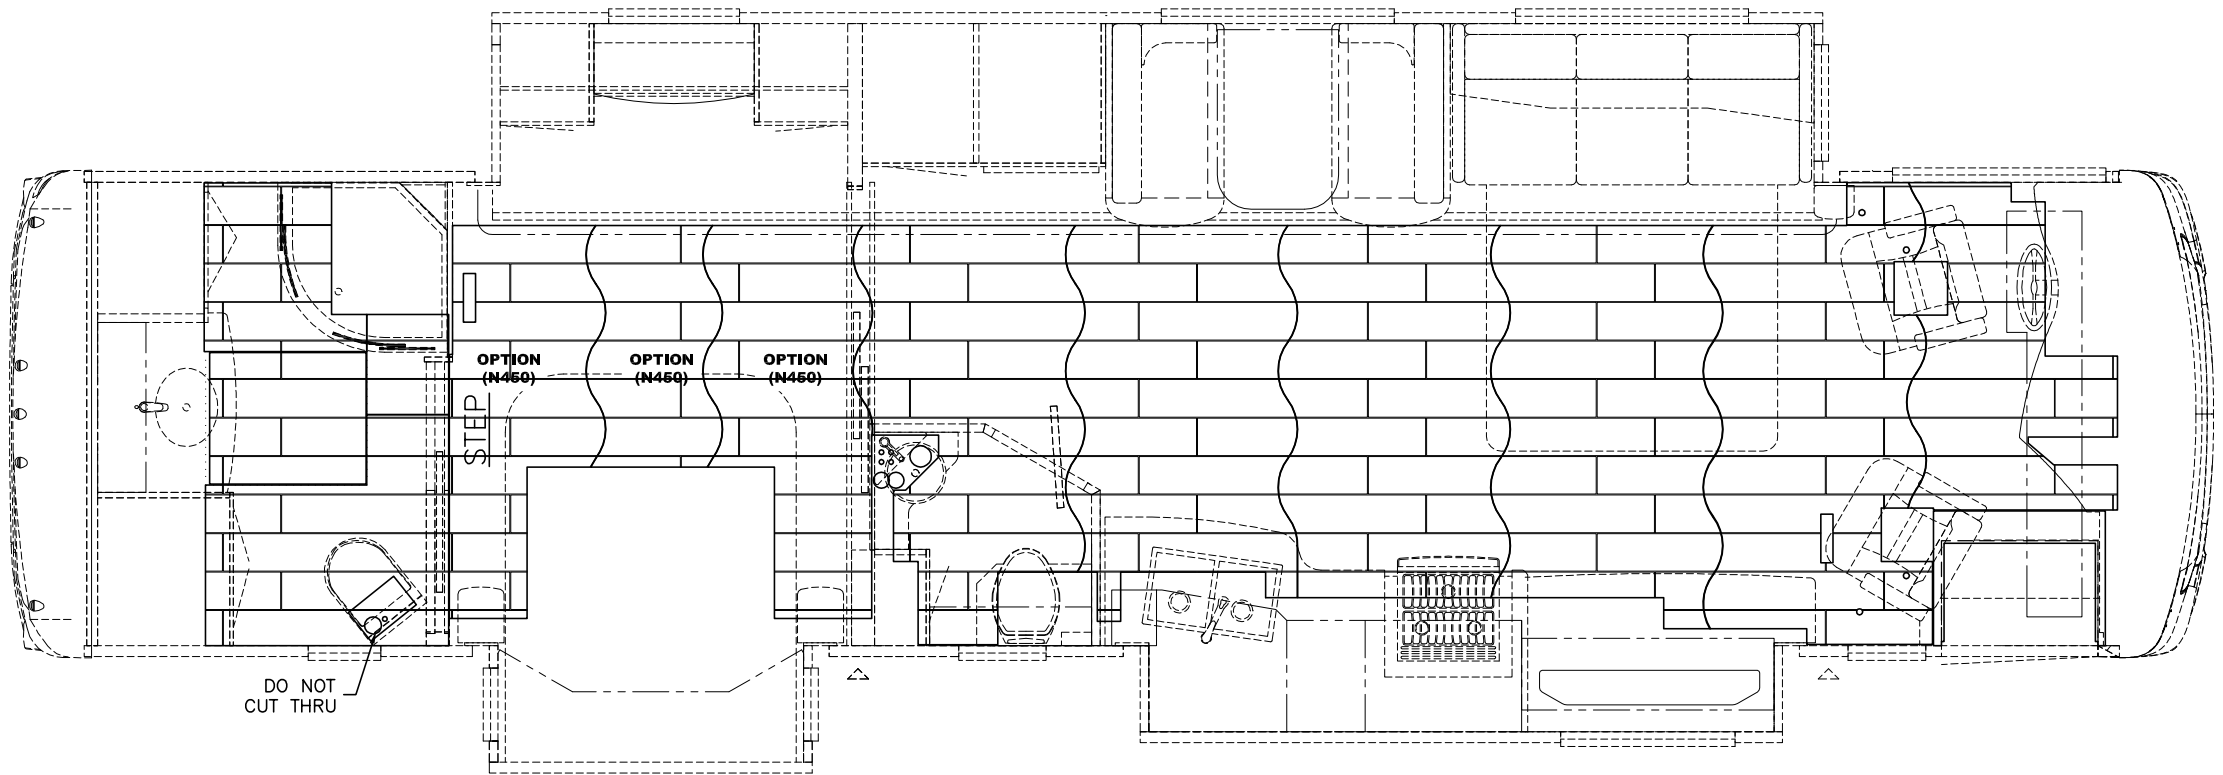 OPTION
(N450)
OPTION
(N450)
OPTION
(N450)
STEP
DO NOT
CUT THRU